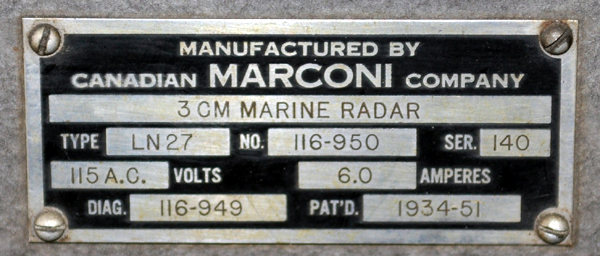 MANUFACTURED BY
CANADIAN MARCONI COMPANY
3 CM MARINE RADAR
TYPE LN27 NO. 116-950 SER. 140
115 A.C. VOLTS 6.0 AMPERES
DIAG. 116-949 PAT'D. 1934-51